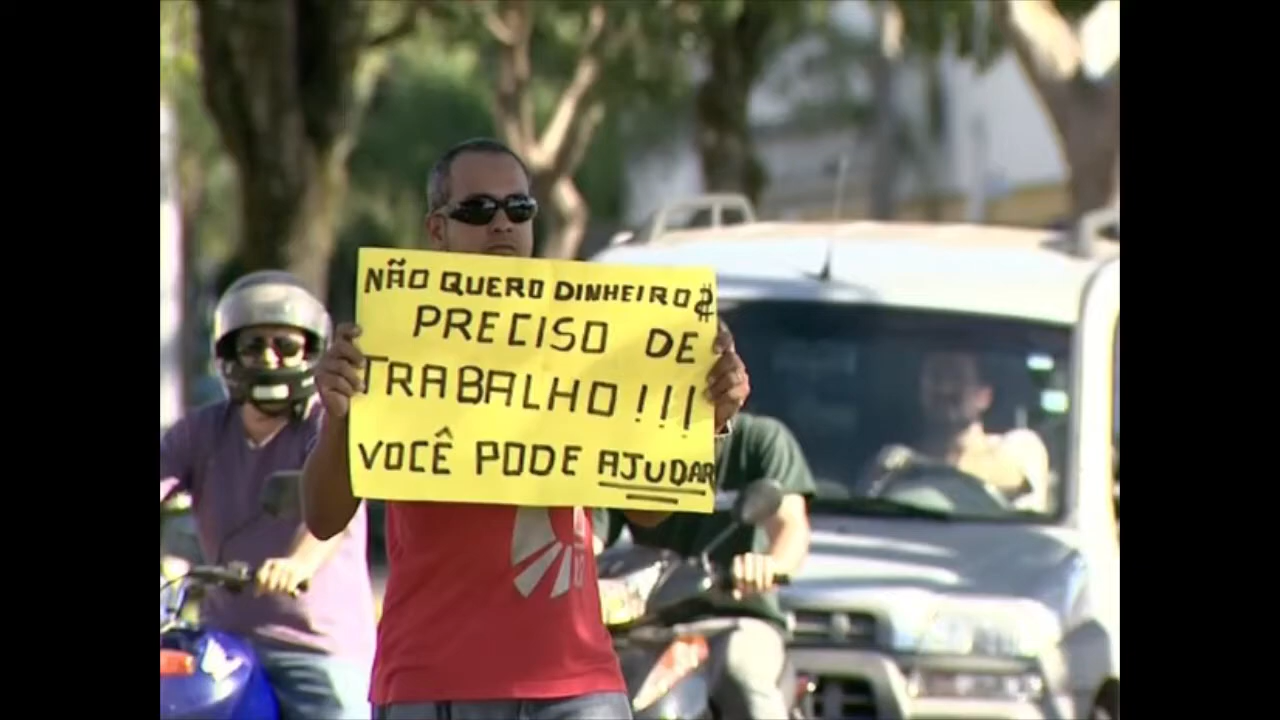 NÃO QUERO DINHEIRO $
PRECISO DE
TRABALHO!!!
VOCÊ PODE AJUDAR